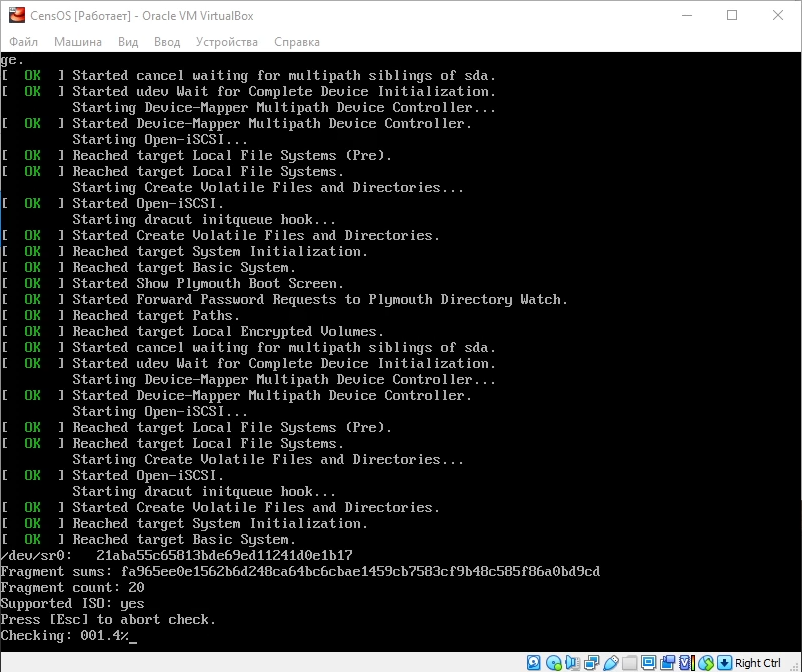 CensOS [Работает] - Oracle VM VirtualBox
Файл Машина Вид Ввод Устройства Справка
ge.
[  OK  ] Started cancel waiting for multipath siblings of sda.
[  OK  ] Started udev Wait for Complete Device Initialization.
         Starting Device-Mapper Multipath Device Controller...
[  OK  ] Started Device-Mapper Multipath Device Controller.
         Starting Open-iSCSI...
[  OK  ] Reached target Local File Systems (Pre).
[  OK  ] Reached target Local File Systems.
         Starting Create Volatile Files and Directories...
[  OK  ] Started Open-iSCSI.
         Starting dracut initqueue hook...
[  OK  ] Started Create Volatile Files and Directories.
[  OK  ] Reached target System Initialization.
[  OK  ] Reached target Basic System.
[  OK  ] Started Show Plymouth Boot Screen.
[  OK  ] Started Forward Password Requests to Plymouth Directory Watch.
[  OK  ] Reached target Paths.
[  OK  ] Reached target Local Encrypted Volumes.
[  OK  ] Started cancel waiting for multipath siblings of sda.
[  OK  ] Started udev Wait for Complete Device Initialization.
         Starting Device-Mapper Multipath Device Controller...
[  OK  ] Started Device-Mapper Multipath Device Controller.
         Starting Open-iSCSI...
[  OK  ] Reached target Local File Systems (Pre).
[  OK  ] Reached target Local File Systems.
         Starting Create Volatile Files and Directories...
[  OK  ] Started Open-iSCSI.
         Starting dracut initqueue hook...
[  OK  ] Started Create Volatile Files and Directories.
[  OK  ] Reached target System Initialization.
[  OK  ] Reached target Basic System.
/dev/sr0:   21aba55c65813bde69ed11241d0e1b17
Fragment sums: fa965ee0e1562b6d248ca64bc6cbae1459cb7583cf9b48c585f86a0bd9cd
Fragment count: 20
Supported ISO: yes
Press [Esc] to abort check.
Checking: 001.4%_
Right Ctrl